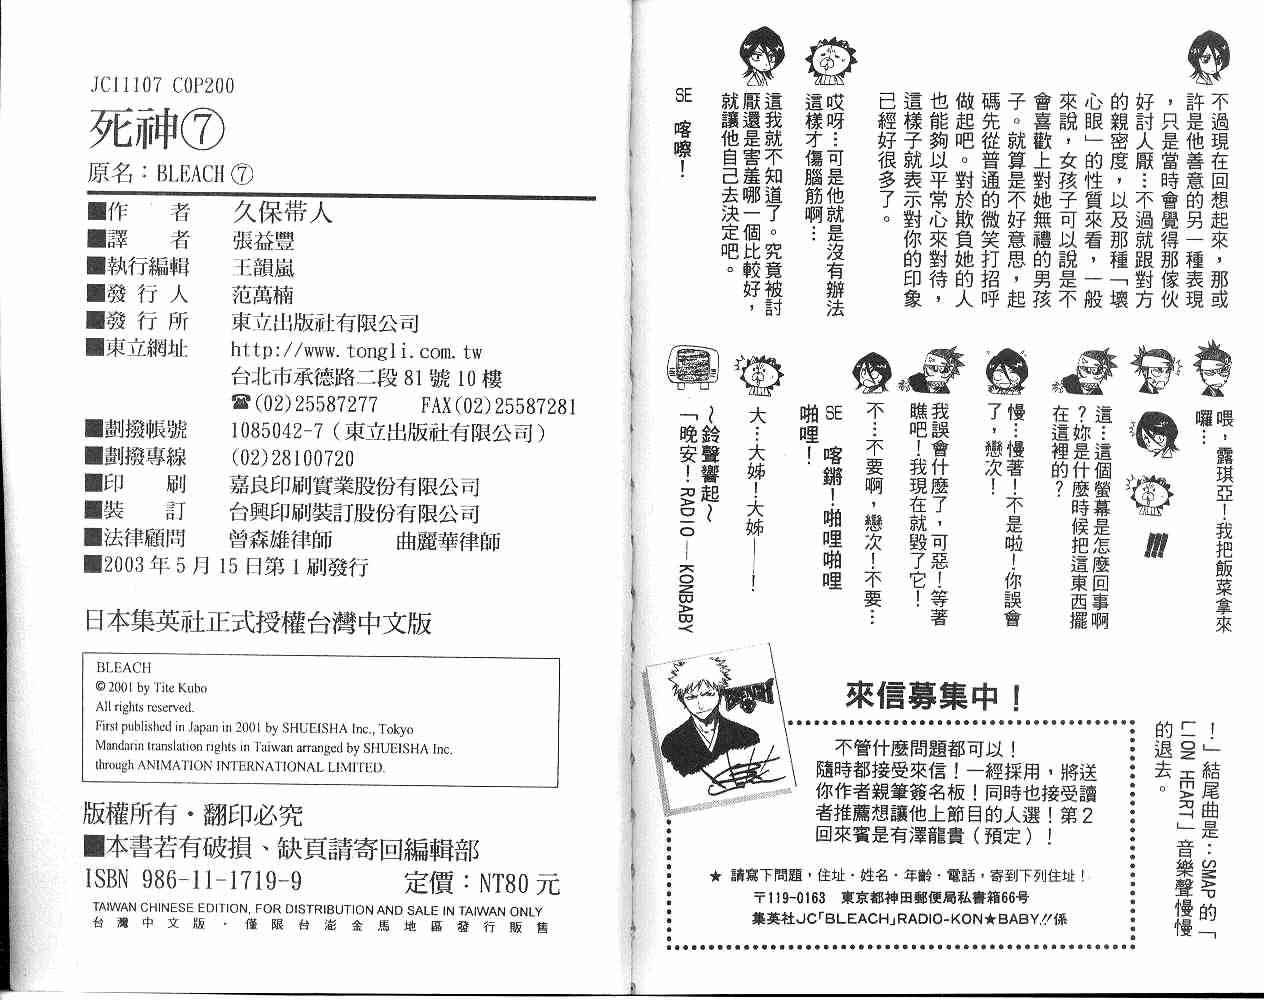 不過現在回想起來，那或
許是他善意的另一種表現
，只是當時會覺得那傢伙
好討人厭…不過就跟對方
的親密度，以及那種「壞
心眼」的性質來看，一般
來說，女孩子可以說是不
會喜歡上對她無禮的男孩
子。就算是不好意思，起
碼先從普通的微笑打招呼
做起吧。對於欺負她的人
也能夠以平常心來對待，
這樣子就表示對你的印象
已經好很多了。
哎呀…可是他就是沒有辦法
這樣才傷腦筋啊…
這我就不知道了。究竟被討
厭還是害羞哪一個比較好，
就讓他自己去決定吧。
SE 喀嚓！
喂，露琪亞！我把飯菜拿來
囉…
!!!!
這…這個螢幕是怎麼回事啊
？妳是什麼時候把這東西擺
在這裡的？
慢…慢著！不是啦！你誤會
了，戀次！
我誤會什麼了，可惡！等著
瞧吧！我現在就毀了它！
不…不要啊，戀次！不要…
SE 喀鏘！啪哩啪哩
啪哩！
大…大姊！大姊──！
～鈴聲響起～
「晚安！RADIO—KONBABY
！」結尾曲是：SMAP的「
LION HEART」音樂聲慢慢
的退去。
BLEACH
來信募集中！
不管什麼問題都可以！
隨時都接受來信！一經採用，將送
你作者親筆簽名板！同時也接受讀
者推薦想讓他上節目的人選！第2
回來賓是有澤龍貴（預定）！
★ 請寫下問題，住址・姓名・年齡・電話，寄到下列住址！
〒119-0163 東京都神田郵便局私書箱66号
集英社JC「BLEACH」RADIO-KON★BABY!!係
JC11107 C0P200
死神⑦
原名：BLEACH⑦
■作 者 久保帶人
■譯 者 張益豐
■執行編輯 王韻嵐
■發行人 范萬楠
■發行所 東立出版社有限公司
■東立網址 http://www.tongli.com.tw
台北市承德路二段81號10樓
☎(02)25587277 FAX(02)25587281
■劃撥帳號 1085042-7（東立出版社有限公司）
■劃撥專線 (02)28100720
■印 刷 嘉良印刷實業股份有限公司
■裝 訂 台興印刷裝訂股份有限公司
■法律顧問 曾森雄律師 曲麗華律師
■2003年5月15日第1刷發行
日本集英社正式授權台灣中文版
BLEACH
© 2001 by Tite Kubo
All rights reserved.
First published in Japan in 2001 by SHUEISHA Inc., Tokyo
Mandarin translation rights in Taiwan arranged by SHUEISHA Inc.
through ANIMATION INTERNATIONAL LIMITED.
版權所有・翻印必究
■本書若有破損、缺頁請寄回編輯部
ISBN 986-11-1719-9 定價：NT80元
TAIWAN CHINESE EDITION, FOR DISTRIBUTION AND SALE IN TAIWAN ONLY
台灣中文版・僅限台澎金馬地區發行販售